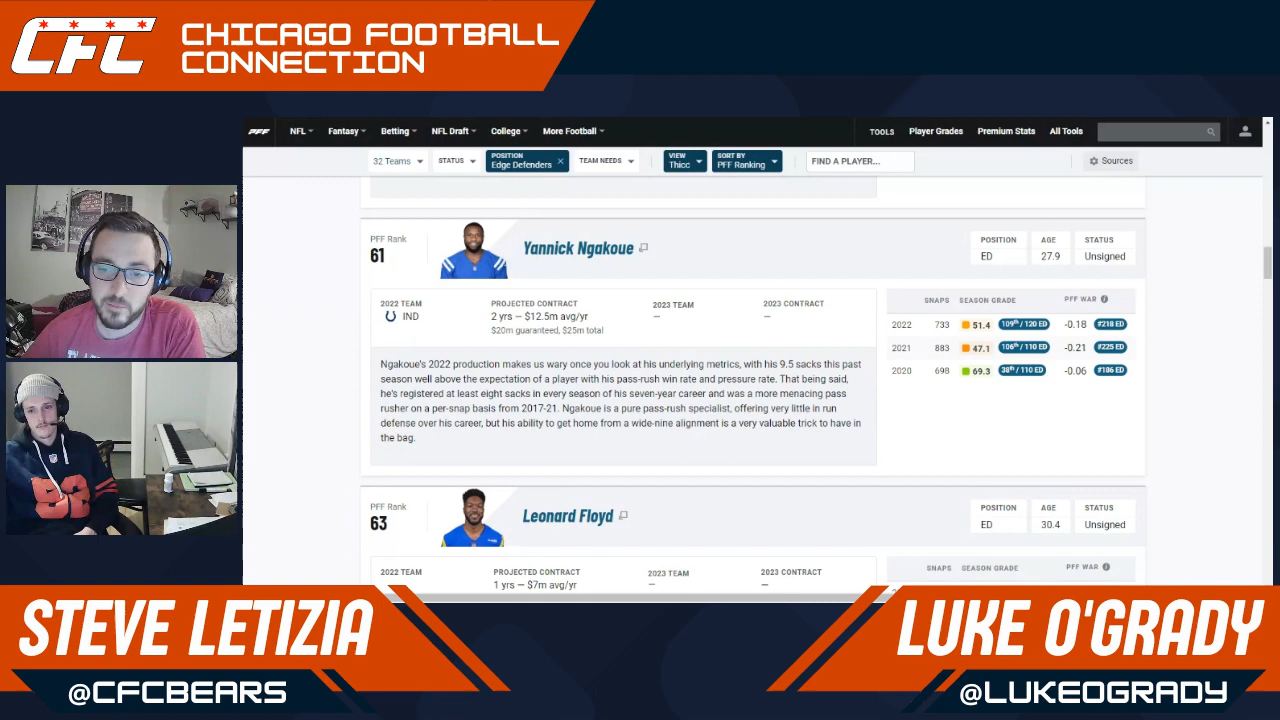 CFC
CHICAGO FOOTBALL
CONNECTION
PFF NFL Fantasy Betting NFL Draft College More Football TOOLS Player Grades Premium Stats All Tools
32 Teams STATUS POSITION Edge Defenders × TEAM NEEDS VIEW Thicc SORT BY PFF Ranking FIND A PLAYER... Sources
PFF Rank
61
Yannick Ngakoue
POSITION AGE STATUS
ED 27.9 Unsigned
2022 TEAM PROJECTED CONTRACT 2023 TEAM 2023 CONTRACT
IND 2 yrs — $12.5m avg/yr — —
$20m guaranteed, $25m total
SNAPS SEASON GRADE PFF WAR
2022 733 51.4 109th / 120 ED -0.18 #218 ED
2021 883 47.1 106th / 110 ED -0.21 #225 ED
2020 698 69.3 38th / 110 ED -0.06 #186 ED
Ngakoue's 2022 production makes us wary once you look at his underlying metrics, with his 9.5 sacks this past
season well above the expectation of a player with his pass-rush win rate and pressure rate. That being said,
he's registered at least eight sacks in every season of his seven-year career and was a more menacing pass
rusher on a per-snap basis from 2017-21. Ngakoue is a pure pass-rush specialist, offering very little in run
defense over his career, but his ability to get home from a wide-nine alignment is a very valuable trick to have in
the bag.
PFF Rank
63
Leonard Floyd
POSITION AGE STATUS
ED 30.4 Unsigned
2022 TEAM PROJECTED CONTRACT 2023 TEAM 2023 CONTRACT
1 yrs — $7m avg/yr — —
SNAPS SEASON GRADE PFF WAR
STEVE LETIZIA
@CFCBEARS
LUKE O'GRADY
@LUKEOGRADY